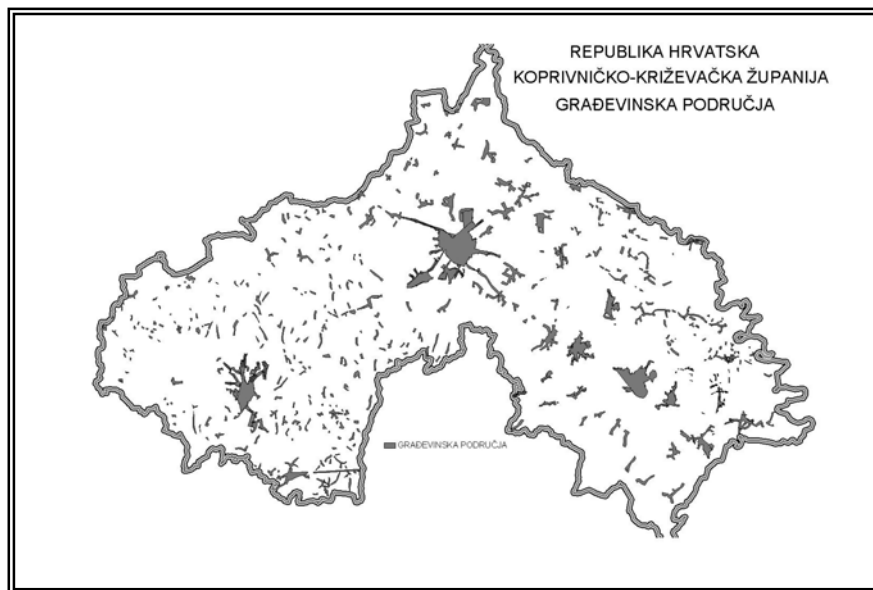 REPUBLIKA HRVATSKA
KOPRIVNIČKO-KRIŽEVAČKA ŽUPANIJA
GRAĐEVINSKA PODRUČJA
GRAĐEVINSKA PODRUČJA